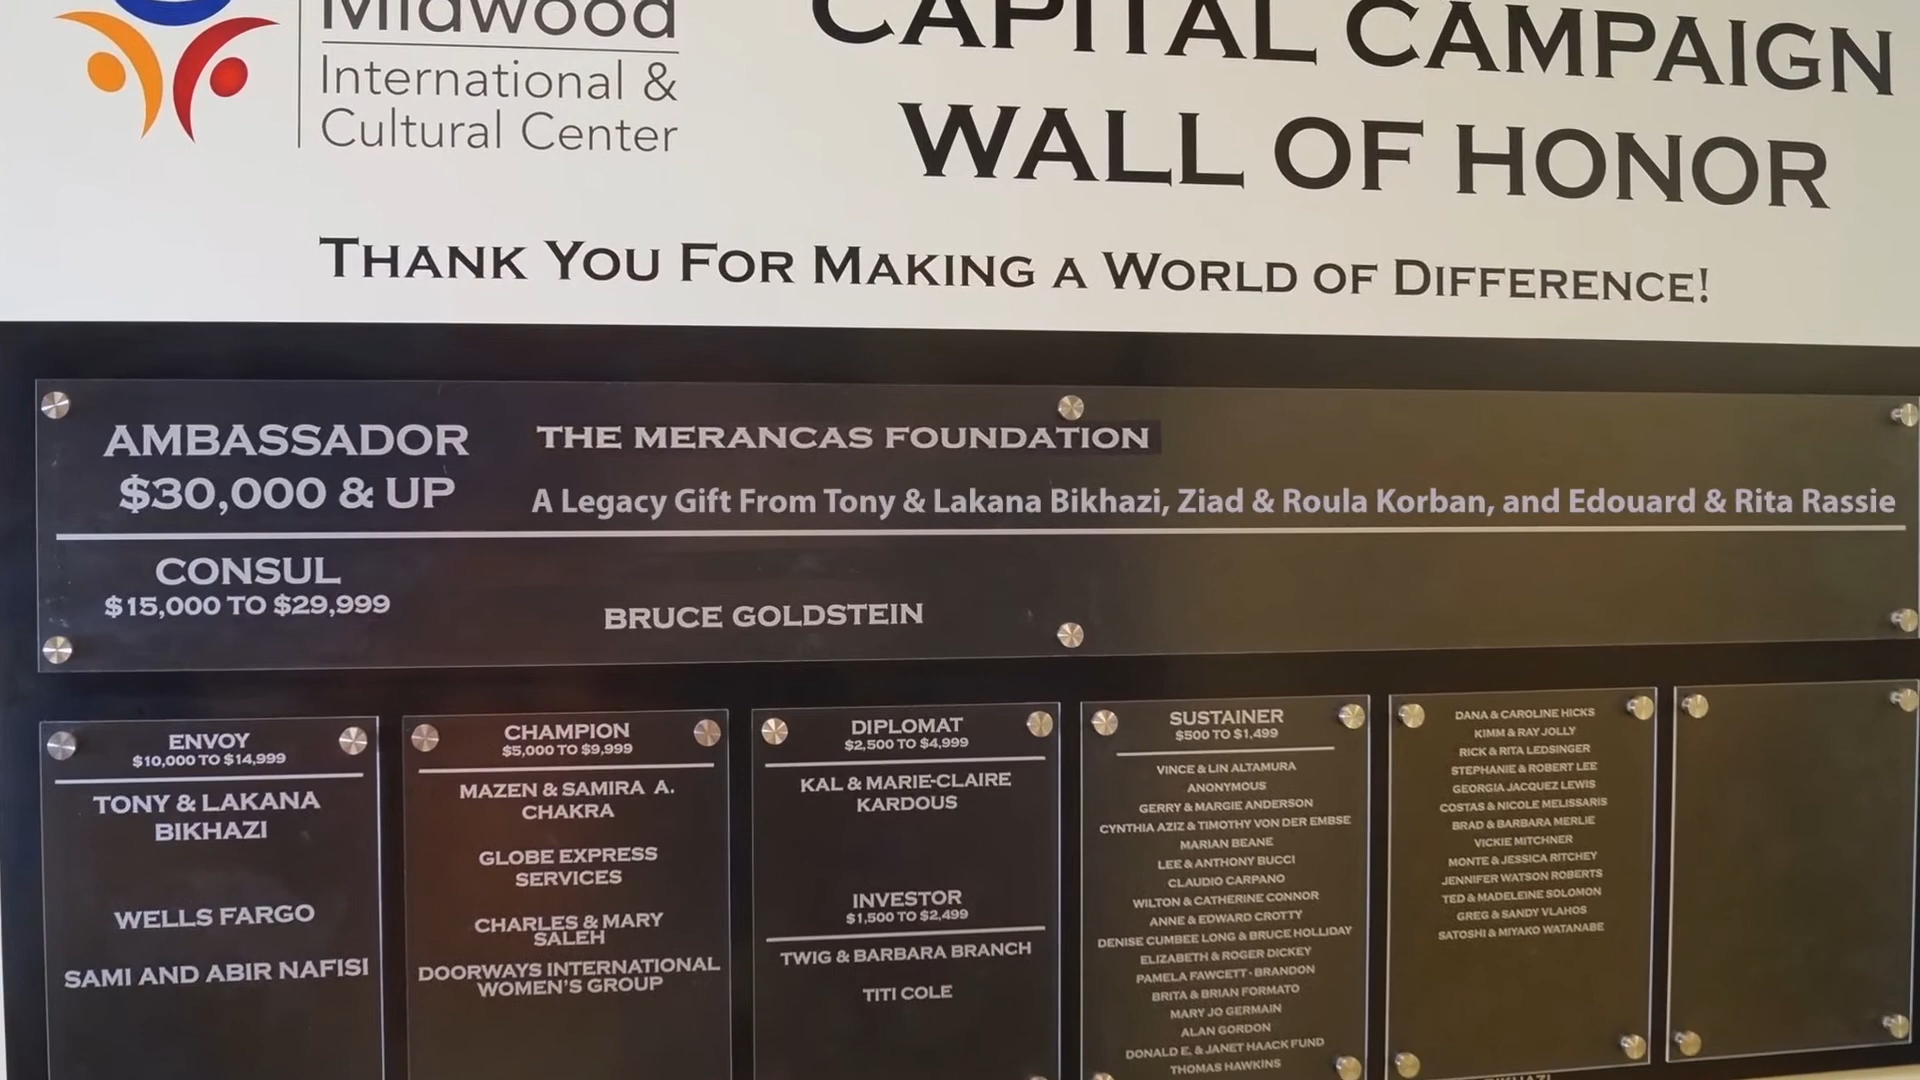 Midwood
International &
Cultural Center
CAPITAL CAMPAIGN
WALL OF HONOR
THANK YOU FOR MAKING A WORLD OF DIFFERENCE!
AMBASSADOR
$30,000 & UP
THE MERANCAS FOUNDATION
A Legacy Gift From Tony & Lakana Bikhazi, Ziad & Roula Korban, and Edouard & Rita Rassie
CONSUL
$15,000 TO $29,999
BRUCE GOLDSTEIN
ENVOY
$10,000 TO $14,999
TONY & LAKANA
BIKHAZI
WELLS FARGO
SAMI AND ABIR NAFISI
CHAMPION
$5,000 TO $9,999
MAZEN & SAMIRA A.
CHAKRA
GLOBE EXPRESS
SERVICES
CHARLES & MARY
SALEH
DOORWAYS INTERNATIONAL
WOMEN'S GROUP
DIPLOMAT
$2,500 TO $4,999
KAL & MARIE-CLAIRE
KARDOUS
INVESTOR
$1,500 TO $2,499
TWIG & BARBARA BRANCH
TITI COLE
SUSTAINER
$500 TO $1,499
VINCE & LIN ALTAMURA
ANONYMOUS
GERRY & MARGIE ANDERSON
CYNTHIA AZIZ & TIMOTHY VON DER EMBSE
MARIAN BEANE
LEE & ANTHONY BUCCI
CLAUDIO CARPANO
WILTON & CATHERINE CONNOR
ANNE & EDWARD CROTTY
DENISE CUMBEE LONG & BRUCE HOLLIDAY
ELIZABETH & ROGER DICKEY
PAMELA FAWCETT - BRANDON
BRITA & BRIAN FORMATO
MARY JO GERMAIN
ALAN GORDON
DONALD E. & JANET HAACK FUND
THOMAS HAWKINS
DANA & CAROLINE HICKS
KIMM & RAY JOLLY
RICK & RITA LEDSINGER
STEPHANIE & ROBERT LEE
GEORGIA JACQUEZ LEWIS
COSTAS & NICOLE MELISSARIS
BRAD & BARBARA MERLIE
VICKIE MITCHNER
MONTE & JESSICA RITCHEY
JENNIFER WATSON ROBERTS
TED & MADELEINE SOLOMON
GREG & SANDY VLAHOS
SATOSHI & MIYAKO WATANABE